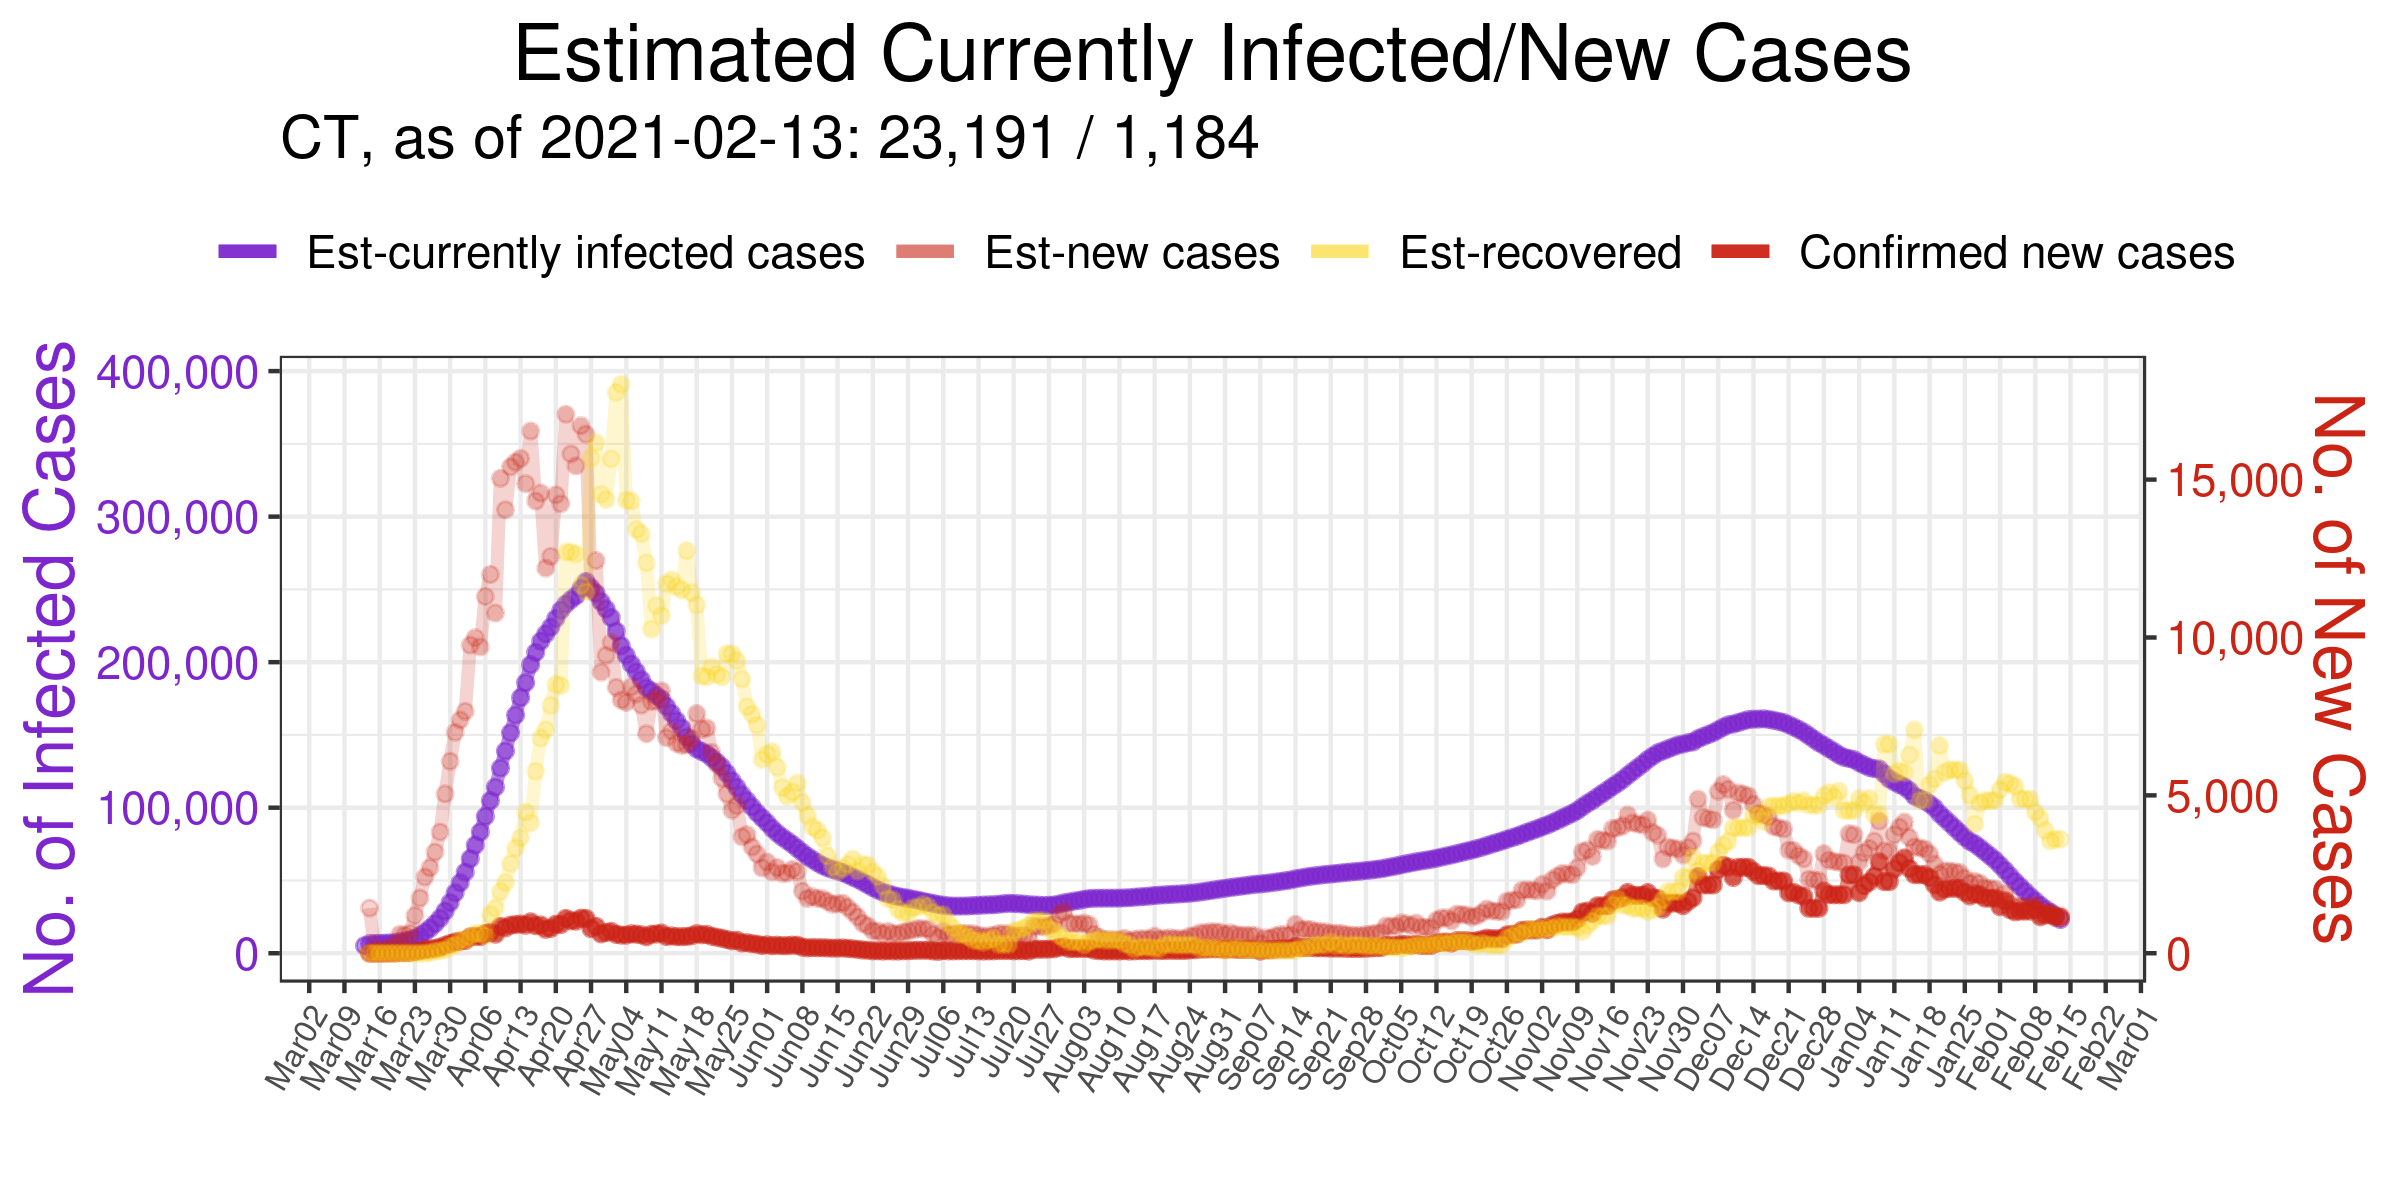 Estimated Currently Infected/New Cases
CT, as of 2021-02-13: 23,191 / 1,184
Est-currently infected cases Est-new cases Est-recovered Confirmed new cases
No. of Infected Cases
400,000
300,000
200,000
100,000
0
15,000
10,000
5,000
0
No. of New Cases
Mar02 Mar09 Mar16 Mar23 Mar30 Apr06 Apr13 Apr20 Apr27 May04 May11 May18 May25 Jun01 Jun08 Jun15 Jun22 Jun29 Jul06 Jul13 Jul20 Jul27 Aug03 Aug10 Aug17 Aug24 Aug31 Sep07 Sep14 Sep21 Sep28 Oct05 Oct12 Oct19 Oct26 Nov02 Nov09 Nov16 Nov23 Nov30 Dec07 Dec14 Dec21 Dec28 Jan04 Jan11 Jan18 Jan25 Feb01 Feb08 Feb15 Feb22 Mar01